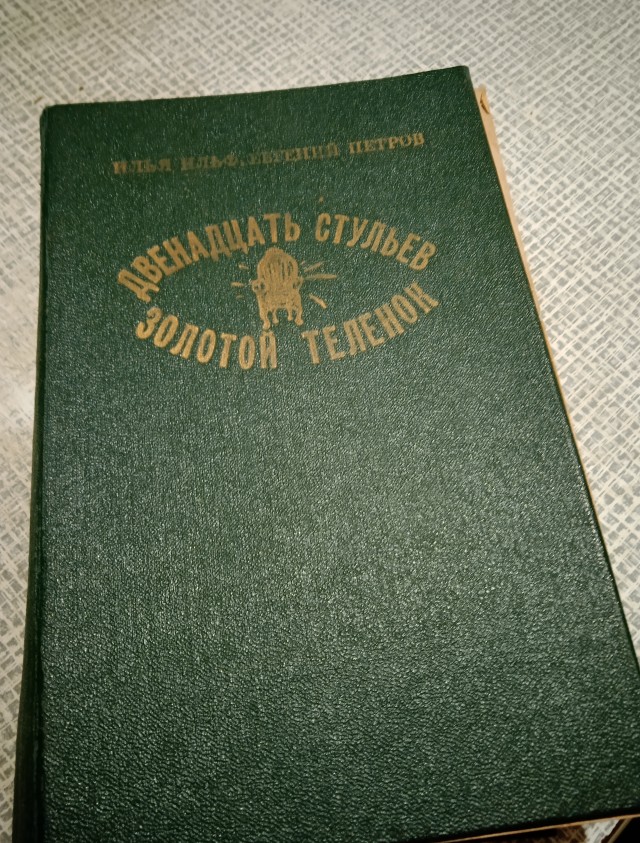 ИЛЬЯ ИЛЬФ, ЕВГЕНИЙ ПЕТРОВ
ДВЕНАДЦАТЬ СТУЛЬЕВ
ЗОЛОТОЙ ТЕЛЕНОК